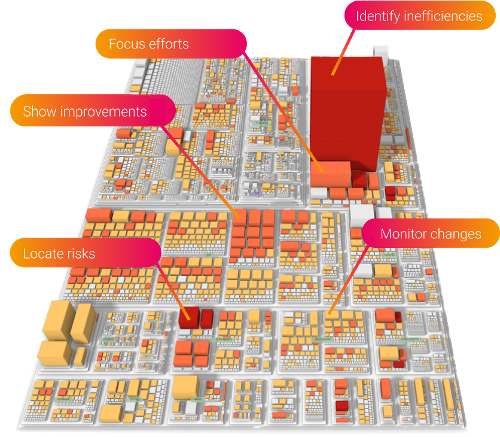 Identify inefficiencies
Focus efforts
Show improvements
Monitor changes
Locate risks